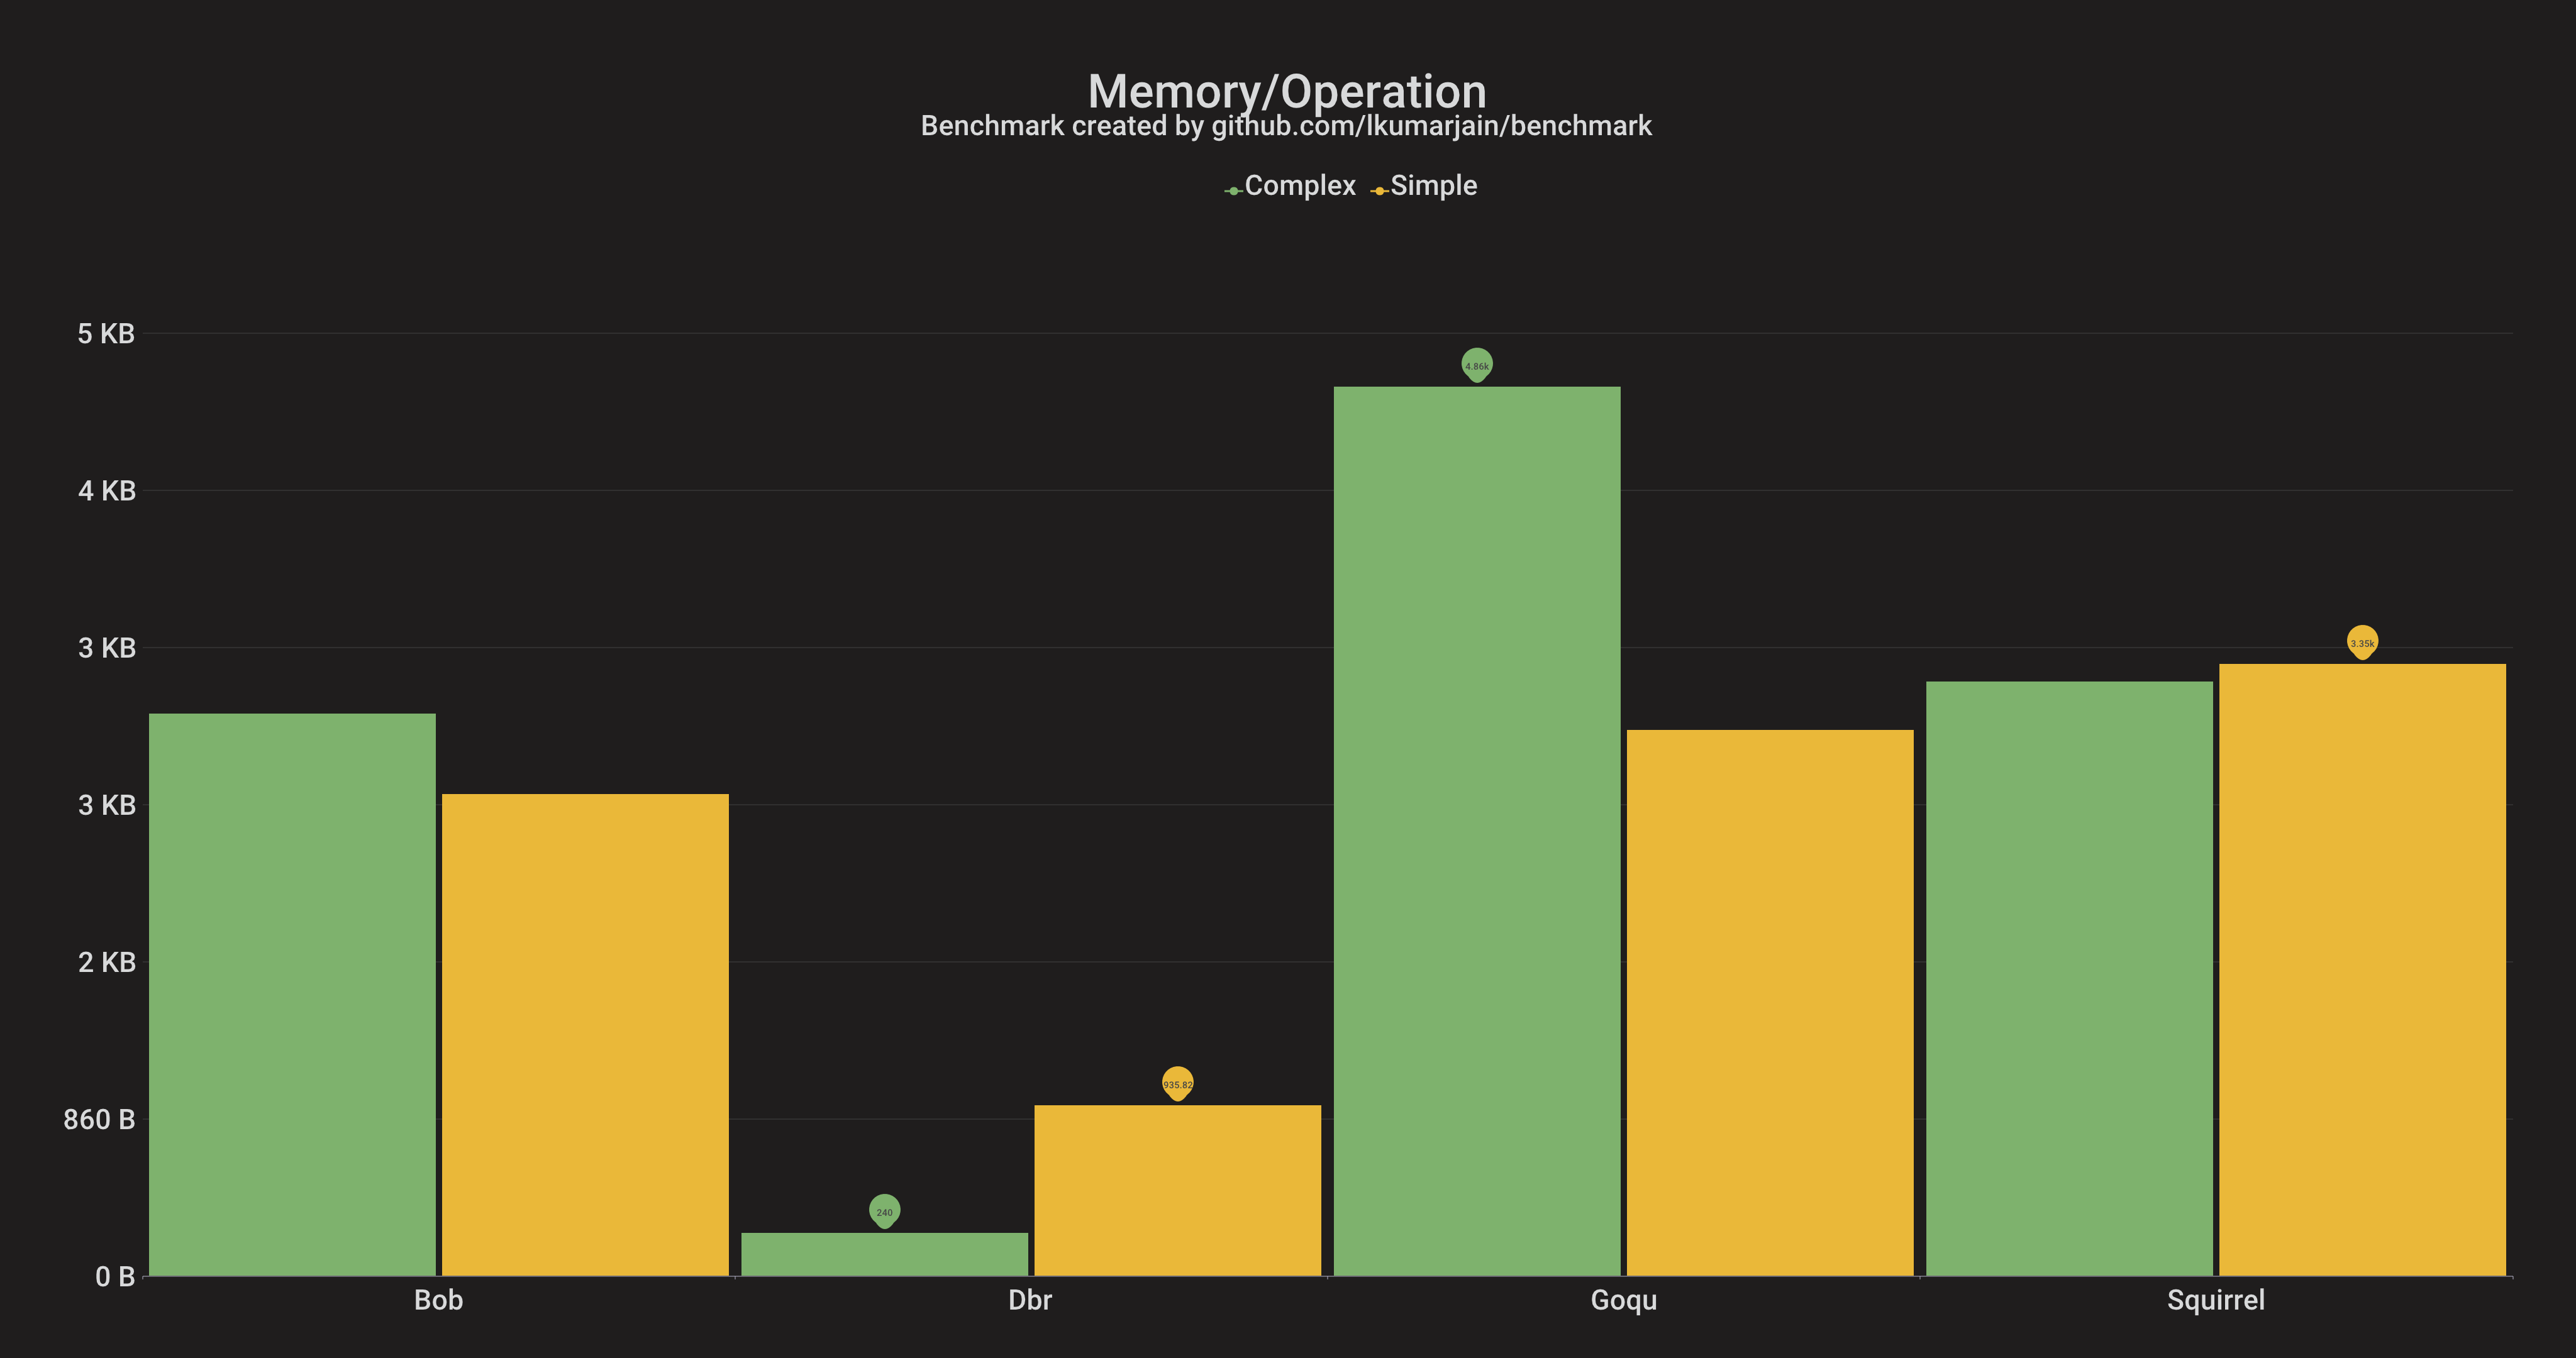 Memory/Operation
Benchmark created by github.com/lkumarjain/benchmark
Complex Simple
5 KB
4.86k
4 KB
3 KB
3.35k
3 KB
2 KB
935.82
860 B
240
0 B
Bob Dbr Goqu Squirrel